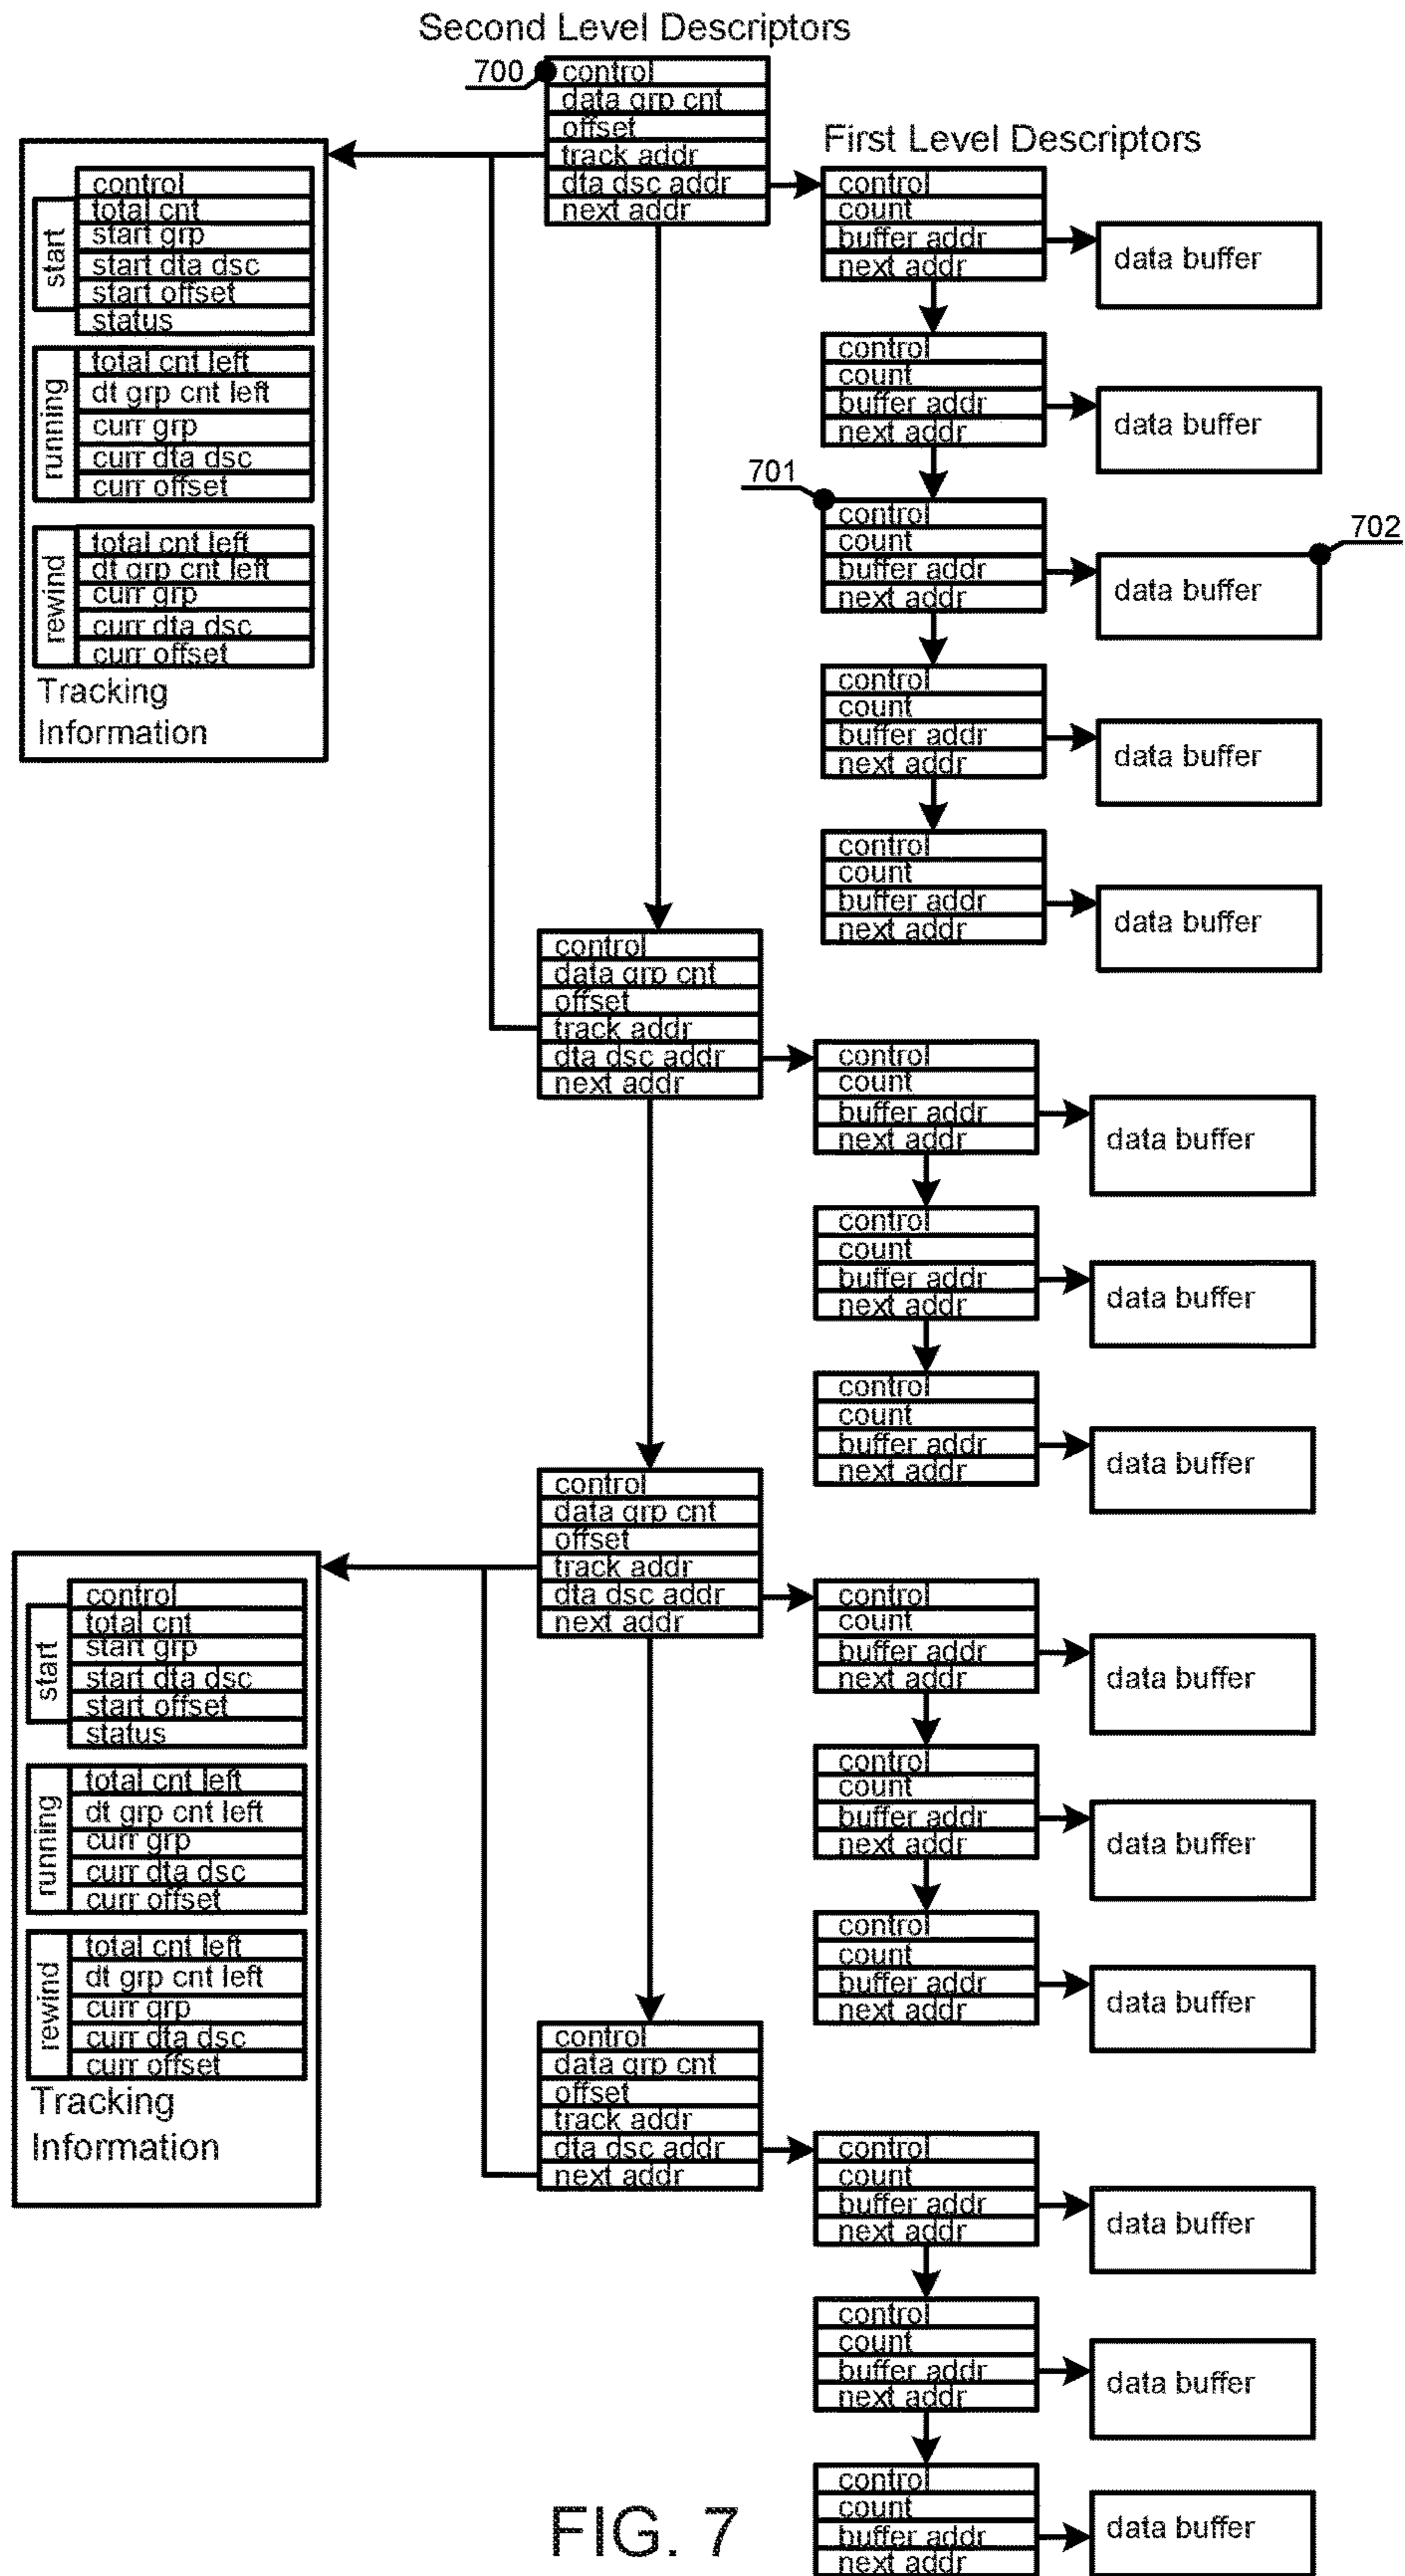 Second Level Descriptors
700
control
data grp cnt
offset
track addr
dta dsc addr
next addr
control
total cnt
start grp
start dta dsc
start offset
status
start
total cnt left
dt grp cnt left
curr grp
curr dta dsc
curr offset
running
total cnt left
dt grp cnt left
curr grp
curr dta dsc
curr offset
rewind
Tracking
Information
First Level Descriptors
control
count
buffer addr
next addr
data buffer
control
count
buffer addr
next addr
data buffer
701
control
count
buffer addr
next addr
702
data buffer
control
count
buffer addr
next addr
data buffer
control
count
buffer addr
next addr
data buffer
control
data grp cnt
offset
track addr
dta dsc addr
next addr
control
count
buffer addr
next addr
data buffer
control
count
buffer addr
next addr
data buffer
control
count
buffer addr
next addr
data buffer
control
data grp cnt
offset
track addr
dta dsc addr
next addr
control
total cnt
start grp
start dta dsc
start offset
status
start
total cnt left
dt grp cnt left
curr grp
curr dta dsc
curr offset
running
total cnt left
dt grp cnt left
curr grp
curr dta dsc
curr offset
rewind
Tracking
Information
control
count
buffer addr
next addr
data buffer
control
count
buffer addr
next addr
data buffer
control
count
buffer addr
next addr
data buffer
control
data grp cnt
offset
track addr
dta dsc addr
next addr
control
count
buffer addr
next addr
data buffer
control
count
buffer addr
next addr
data buffer
control
count
buffer addr
next addr
data buffer
FIG. 7